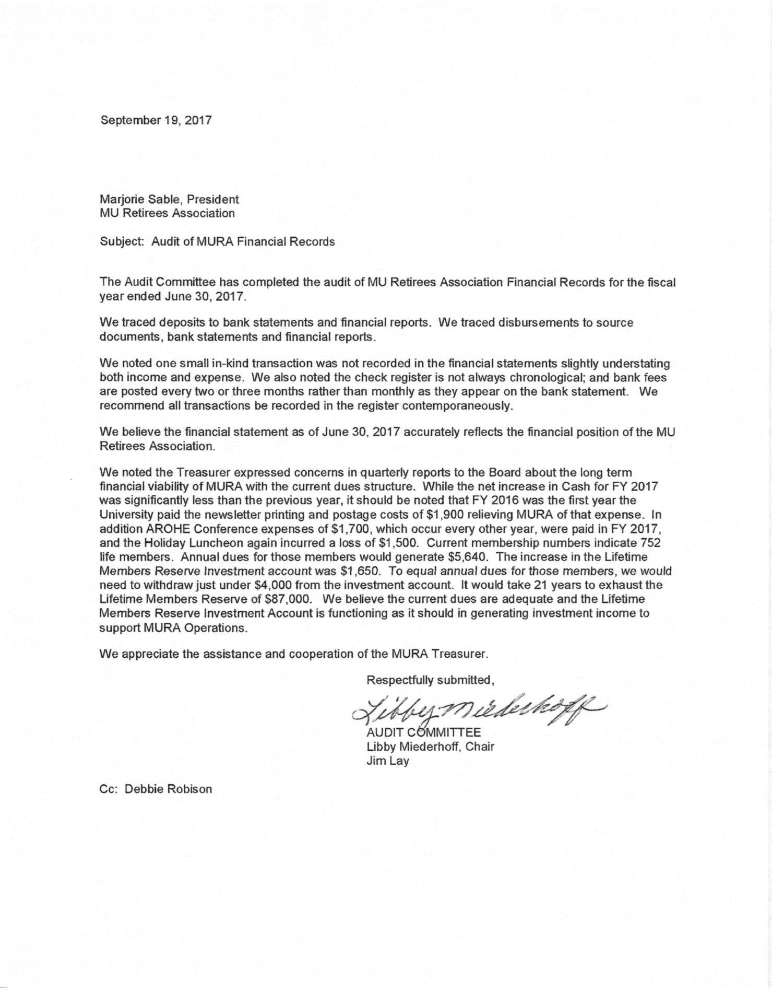 September 19, 2017
Marjorie Sable, President
MU Retirees Association
Subject: Audit of MURA Financial Records
The Audit Committee has completed the audit of MU Retirees Association Financial Records for the fiscal
year ended June 30, 2017.
We traced deposits to bank statements and financial reports. We traced disbursements to source
documents, bank statements and financial reports.
We noted one small in-kind transaction was not recorded in the financial statements slightly understating
both income and expense. We also noted the check register is not always chronological; and bank fees
are posted every two or three months rather than monthly as they appear on the bank statement. We
recommend all transactions be recorded in the register contemporaneously.
We believe the financial statement as of June 30, 2017 accurately reflects the financial position of the MU
Retirees Association.
We noted the Treasurer expressed concerns in quarterly reports to the Board about the long term
financial viability of MURA with the current dues structure. While the net increase in Cash for FY 2017
was significantly less than the previous year, it should be noted that FY 2016 was the first year the
University paid the newsletter printing and postage costs of $1,900 relieving MURA of that expense. In
addition AROHE Conference expenses of $1,700, which occur every other year, were paid in FY 2017,
and the Holiday Luncheon again incurred a loss of $1,500. Current membership numbers indicate 752
life members. Annual dues for those members would generate $5,640. The increase in the Lifetime
Members Reserve Investment account was $1,650. To equal annual dues for those members, we would
need to withdraw just under $4,000 from the investment account. It would take 21 years to exhaust the
Lifetime Members Reserve of $87,000. We believe the current dues are adequate and the Lifetime
Members Reserve Investment Account is functioning as it should in generating investment income to
support MURA Operations.
We appreciate the assistance and cooperation of the MURA Treasurer.
Respectfully submitted,
Libby Miederhoff
AUDIT COMMITTEE
Libby Miederhoff, Chair
Jim Lay
Cc: Debbie Robison